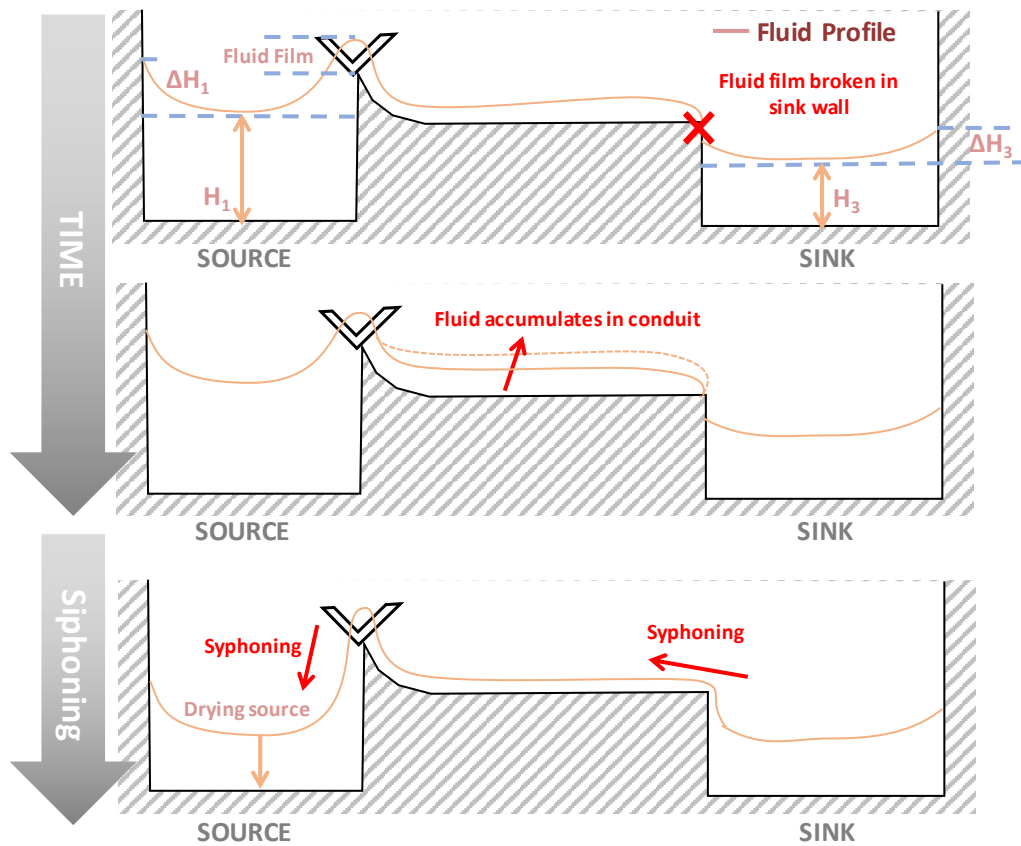 TIME
Fluid Profile
Fluid Film
ΔH1
H1
Fluid film broken in
sink wall
ΔH3
H3
SOURCE
SINK
Fluid accumulates in conduit
SOURCE
SINK
Siphoning
Syphoning
Drying source
Syphoning
SOURCE
SINK